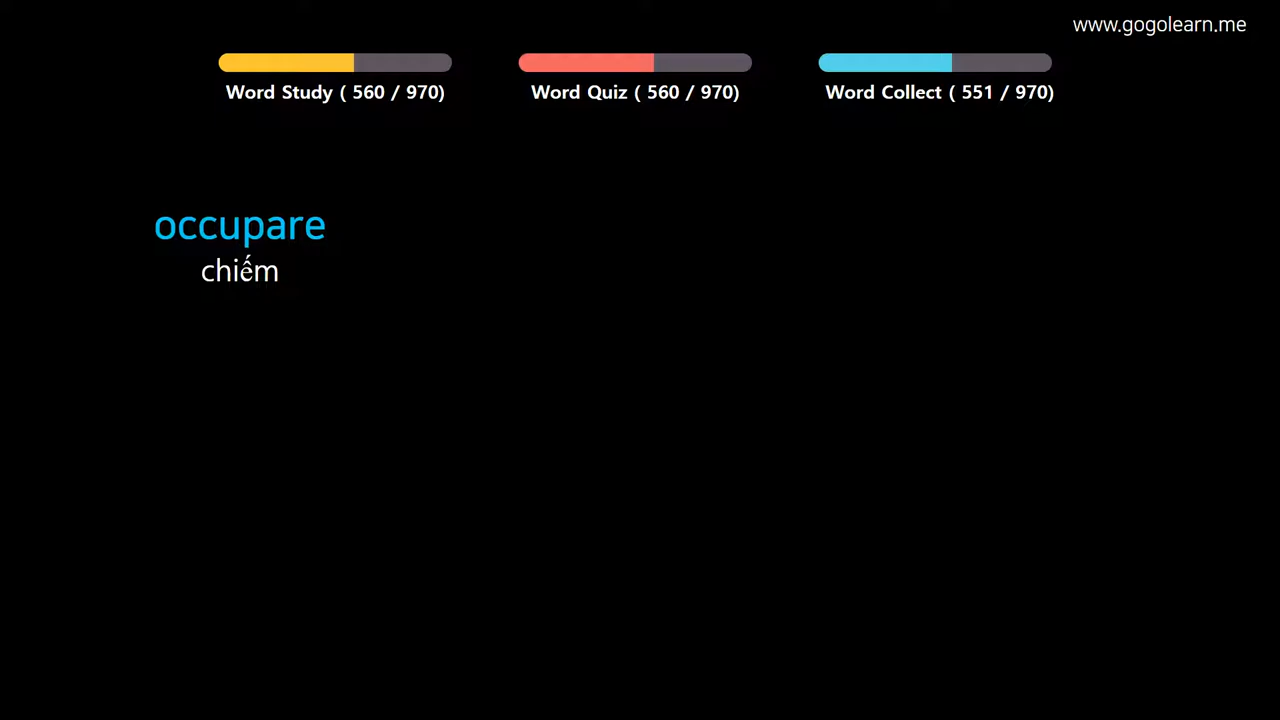 www.gogolearn.me
Word Study ( 560 / 970)
Word Quiz ( 560 / 970)
Word Collect ( 551 / 970)
occupare
chiếm